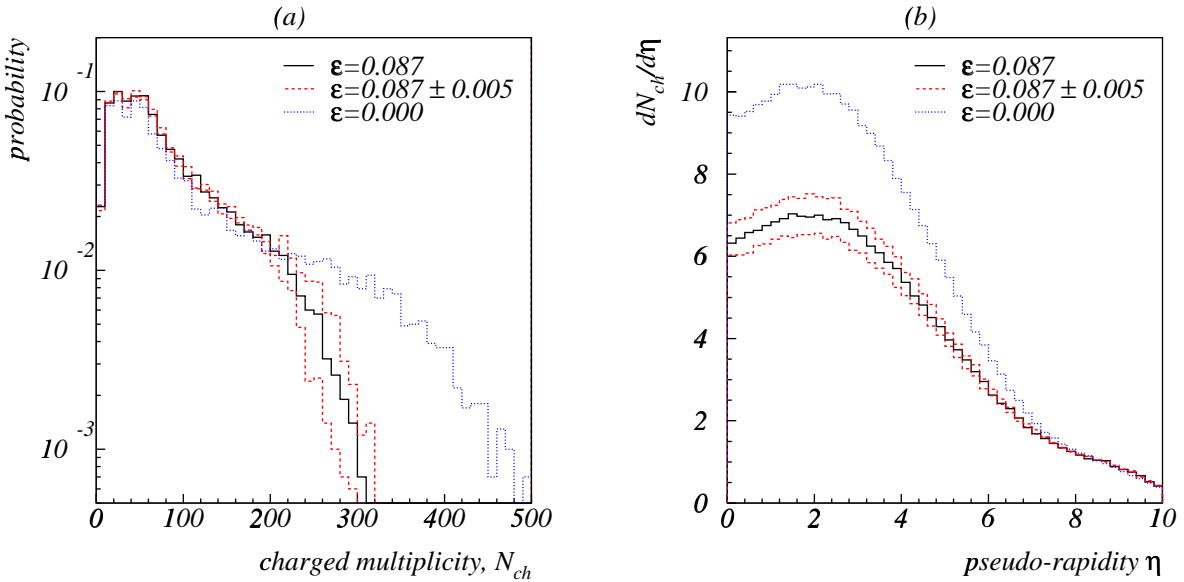 (a)
probability
ε=0.087
ε=0.087 ± 0.005
ε=0.000
10 -1
10 -2
10 -3
0 100 200 300 400 500
charged multiplicity, N_ch
(b)
dN_ch/dη
ε=0.087
ε=0.087 ± 0.005
ε=0.000
10
8
6
4
2
0
0 2 4 6 8 10
pseudo-rapidity η